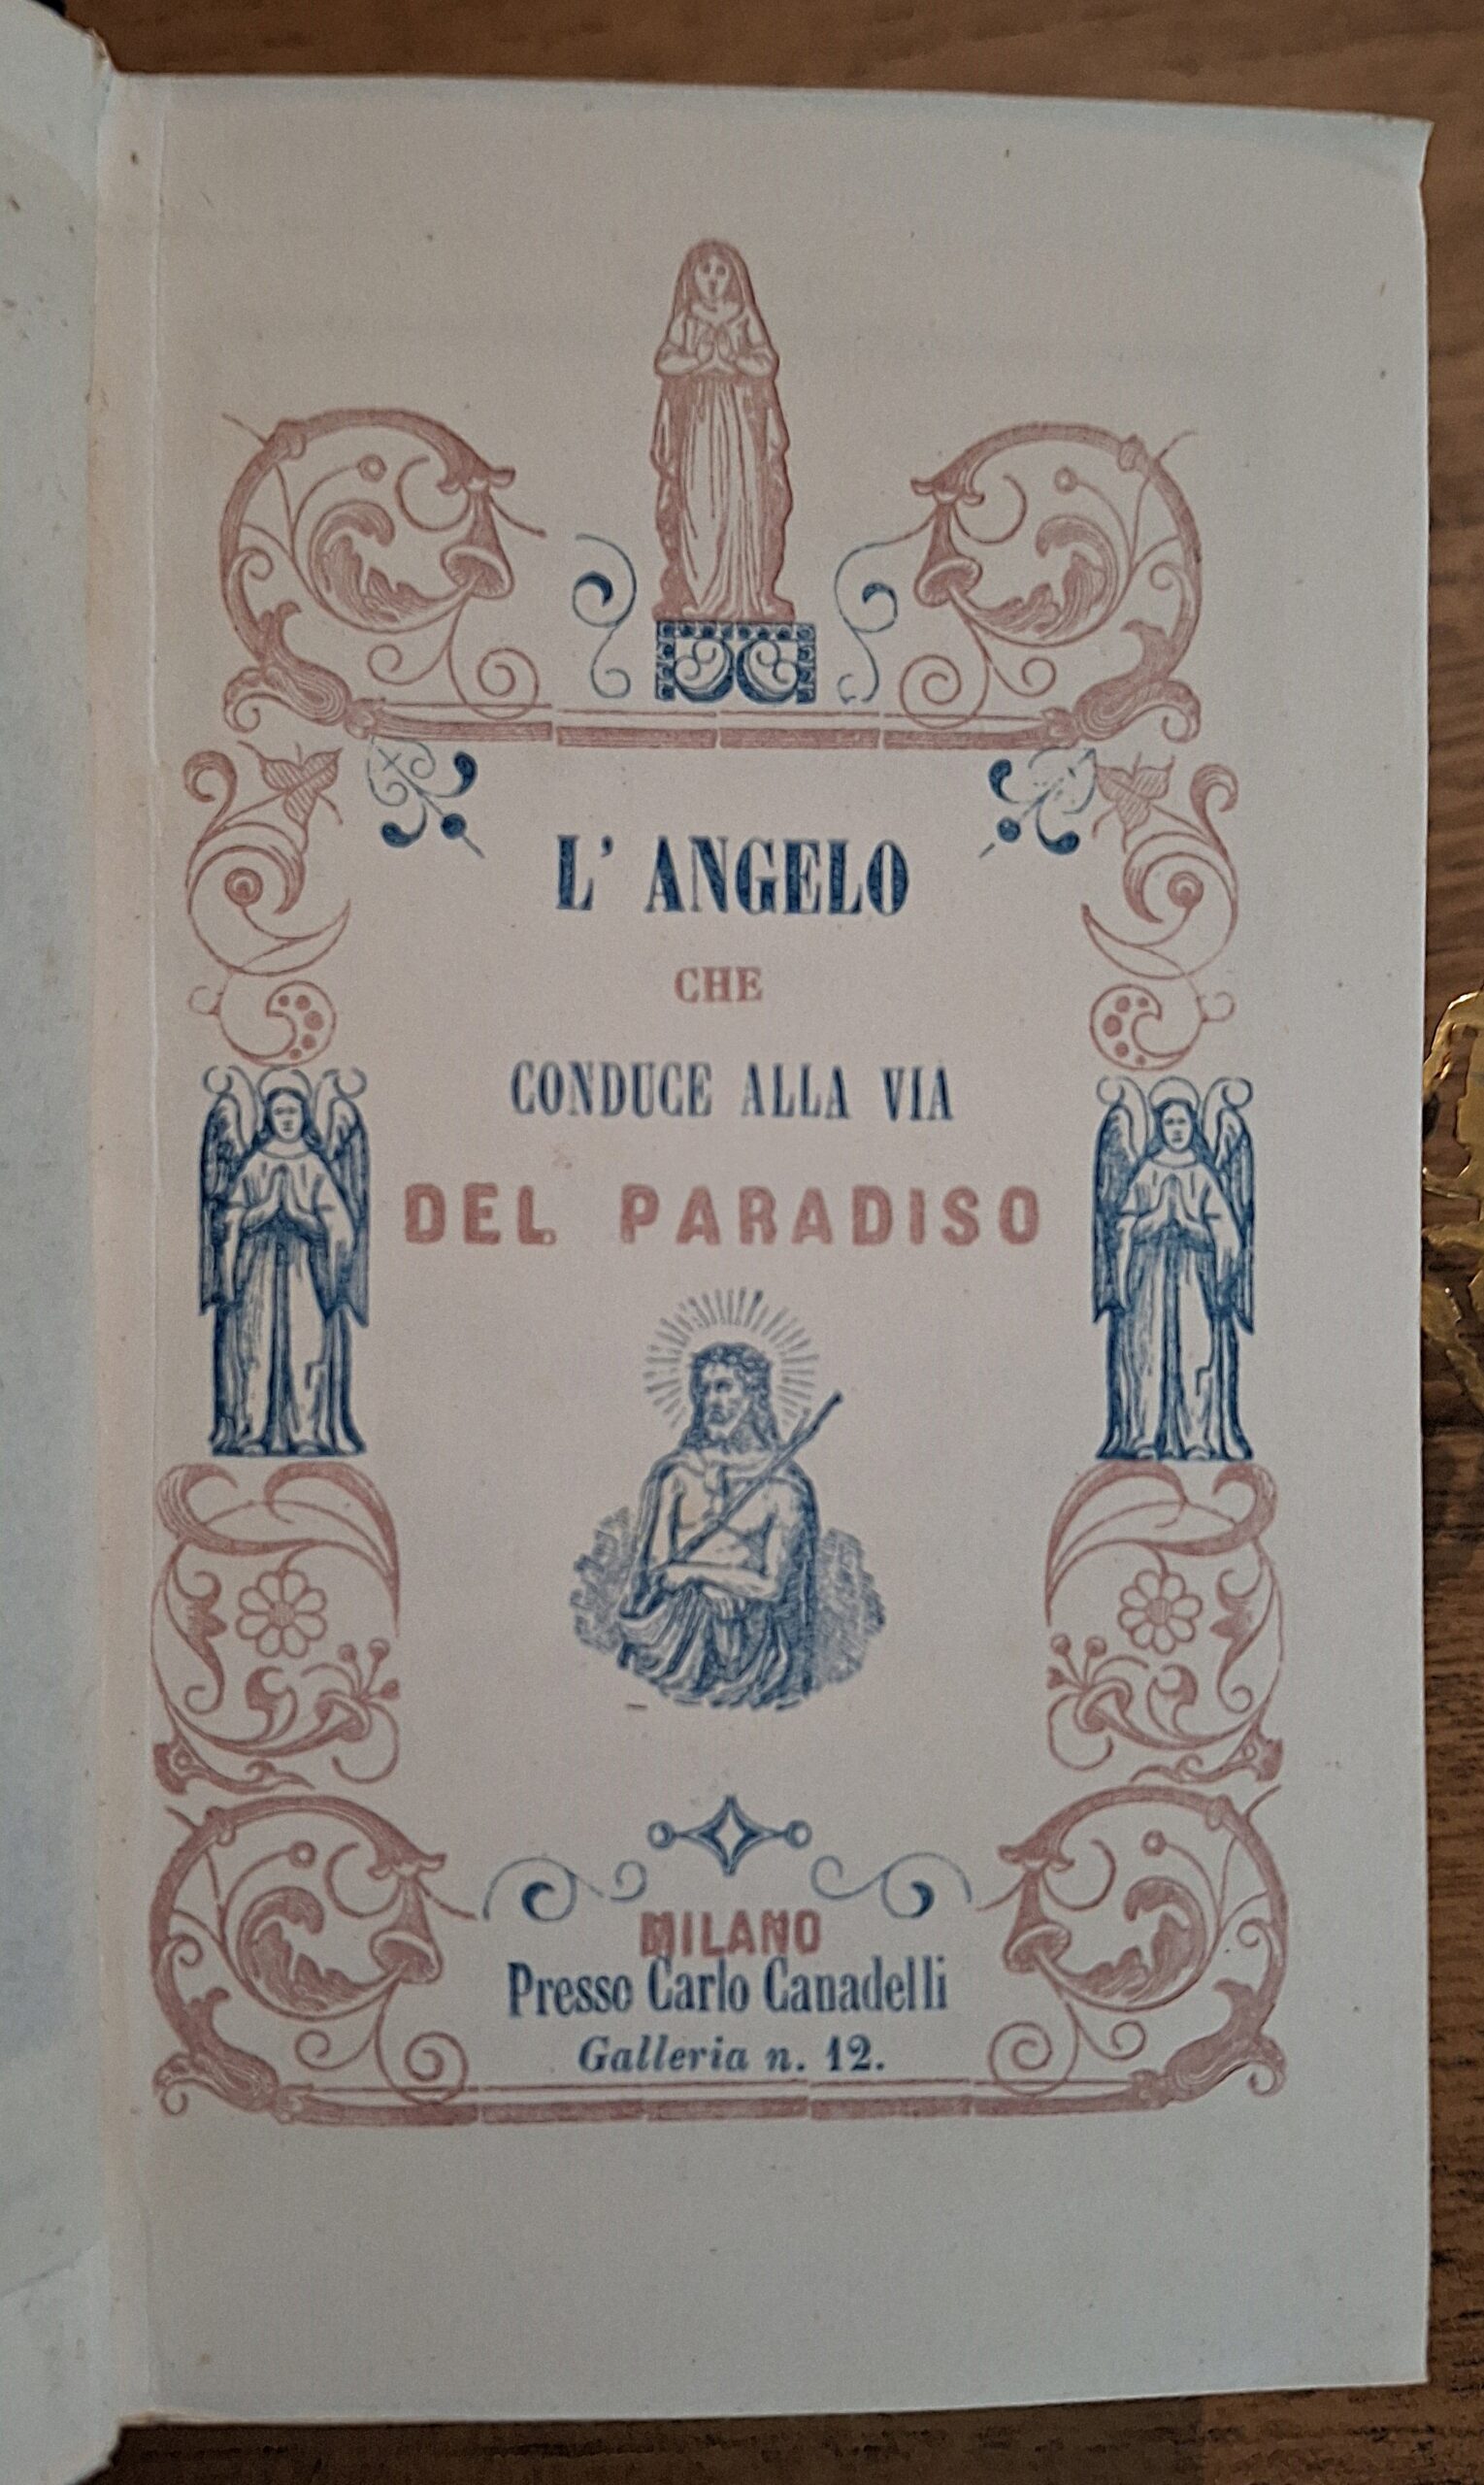 L' ANGELO
CHE
CONDUCE ALLA VIA
DEL PARADISO
MILANO
Presso Carlo Canadelli
Galleria n. 12.